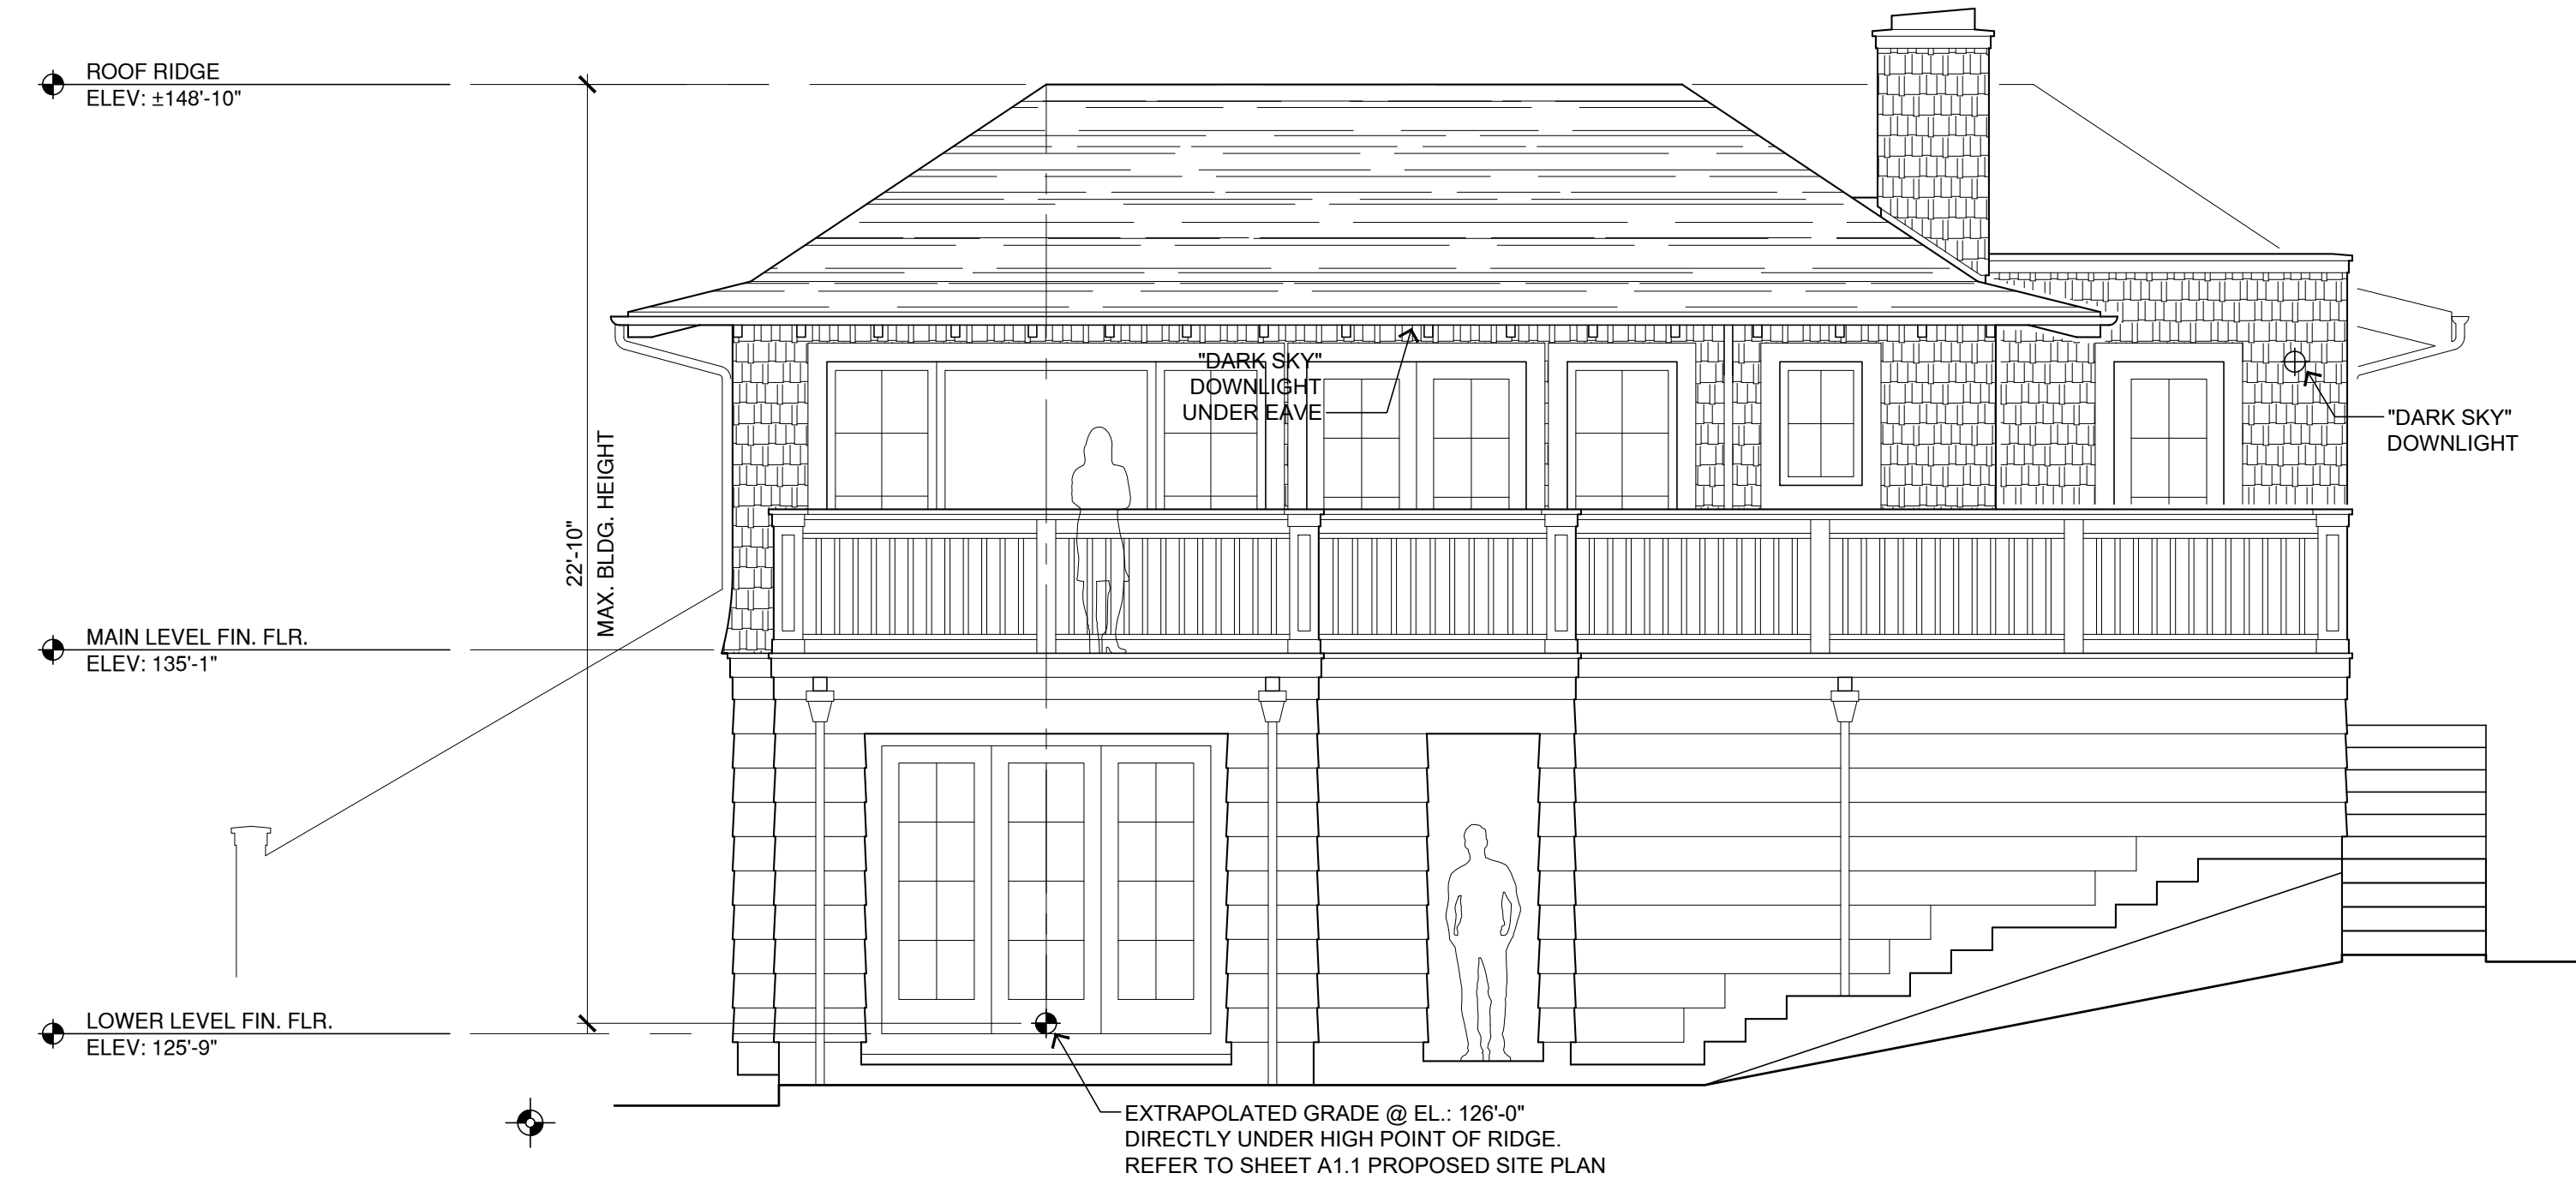 ROOF RIDGE
ELEV: ±148'-10"
"DARK SKY"
DOWNLIGHT
UNDER EAVE
"DARK SKY"
DOWNLIGHT
22'-10"
MAX. BLDG. HEIGHT
MAIN LEVEL FIN. FLR.
ELEV: 135'-1"
LOWER LEVEL FIN. FLR.
ELEV: 125'-9"
EXTRAPOLATED GRADE @ EL.: 126'-0"
DIRECTLY UNDER HIGH POINT OF RIDGE.
REFER TO SHEET A1.1 PROPOSED SITE PLAN